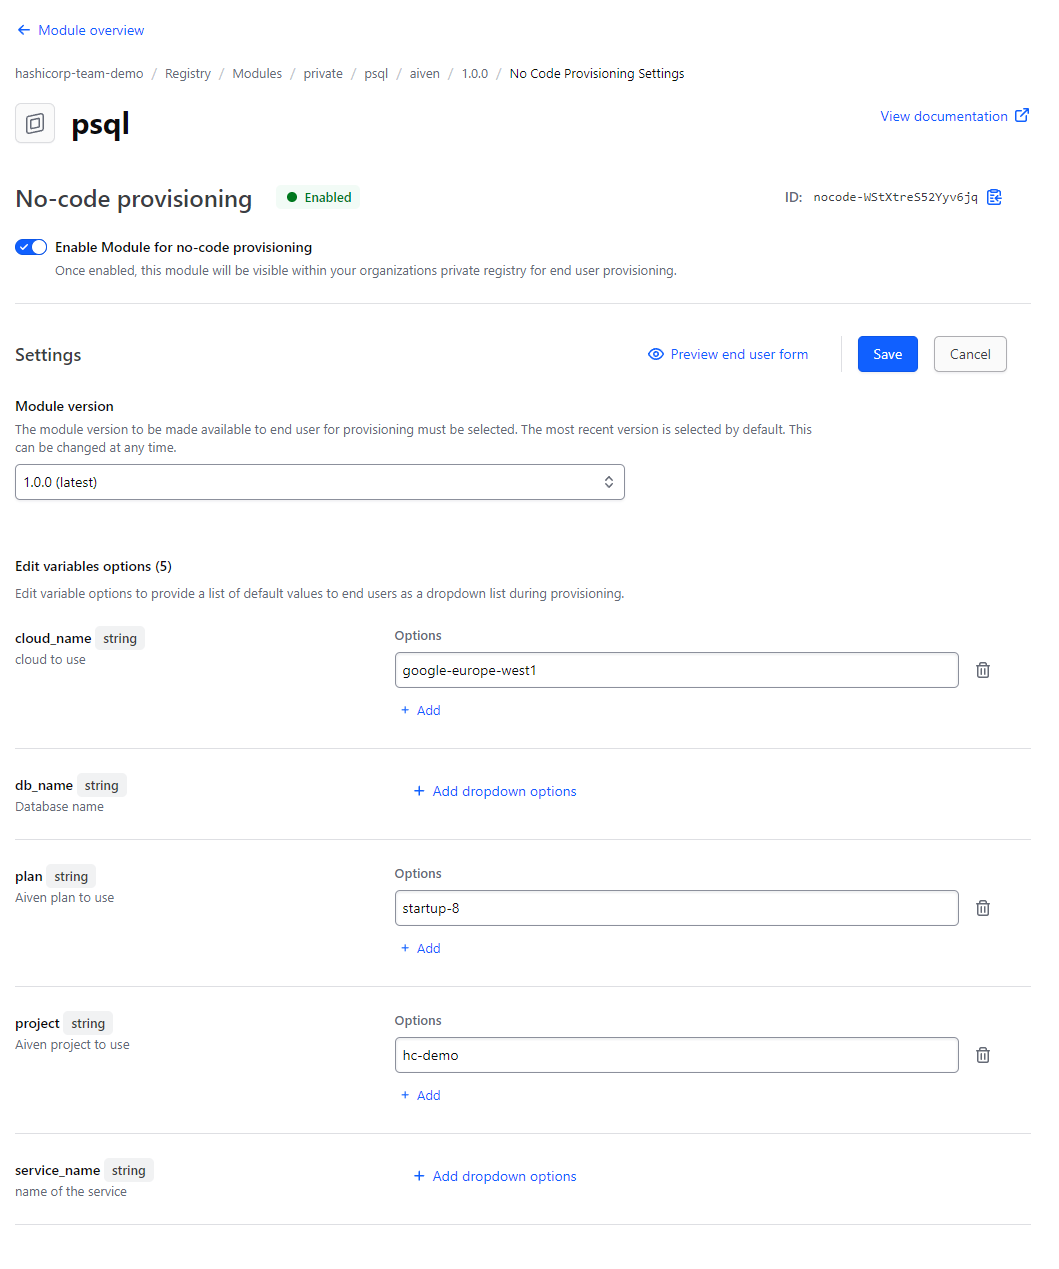 Module overview
hashicorp-team-demo / Registry / Modules / private / psql / aiven / 1.0.0 / No Code Provisioning Settings
psql
View documentation
No-code provisioning
Enabled
ID: nocode-WStXtreS52Yyv6jq
Enable Module for no-code provisioning
Once enabled, this module will be visible within your organizations private registry for end user provisioning.
Settings
Preview end user form
Save
Cancel
Module version
The module version to be made available to end user for provisioning must be selected. The most recent version is selected by default. This
can be changed at any time.
1.0.0 (latest)
Edit variables options (5)
Edit variable options to provide a list of default values to end users as a dropdown list during provisioning.
cloud_name string
cloud to use
Options
google-europe-west1
+ Add
db_name string
Database name
+ Add dropdown options
plan string
Aiven plan to use
Options
startup-8
+ Add
project string
Aiven project to use
Options
hc-demo
+ Add
service_name string
name of the service
+ Add dropdown options